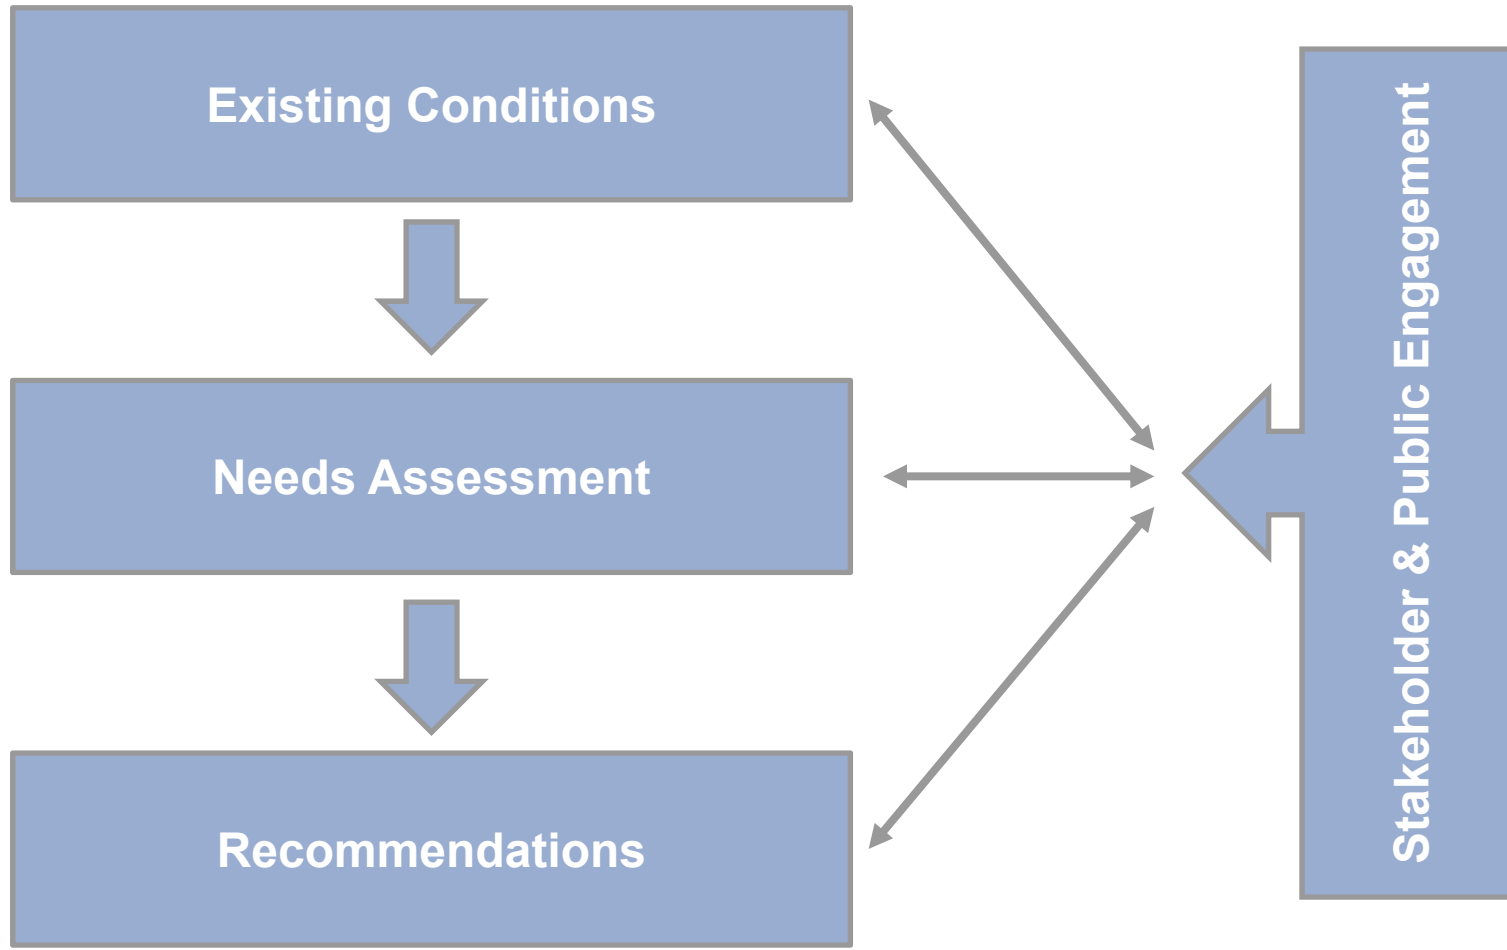 Existing Conditions
Needs Assessment
Recommendations
Stakeholder & Public Engagement